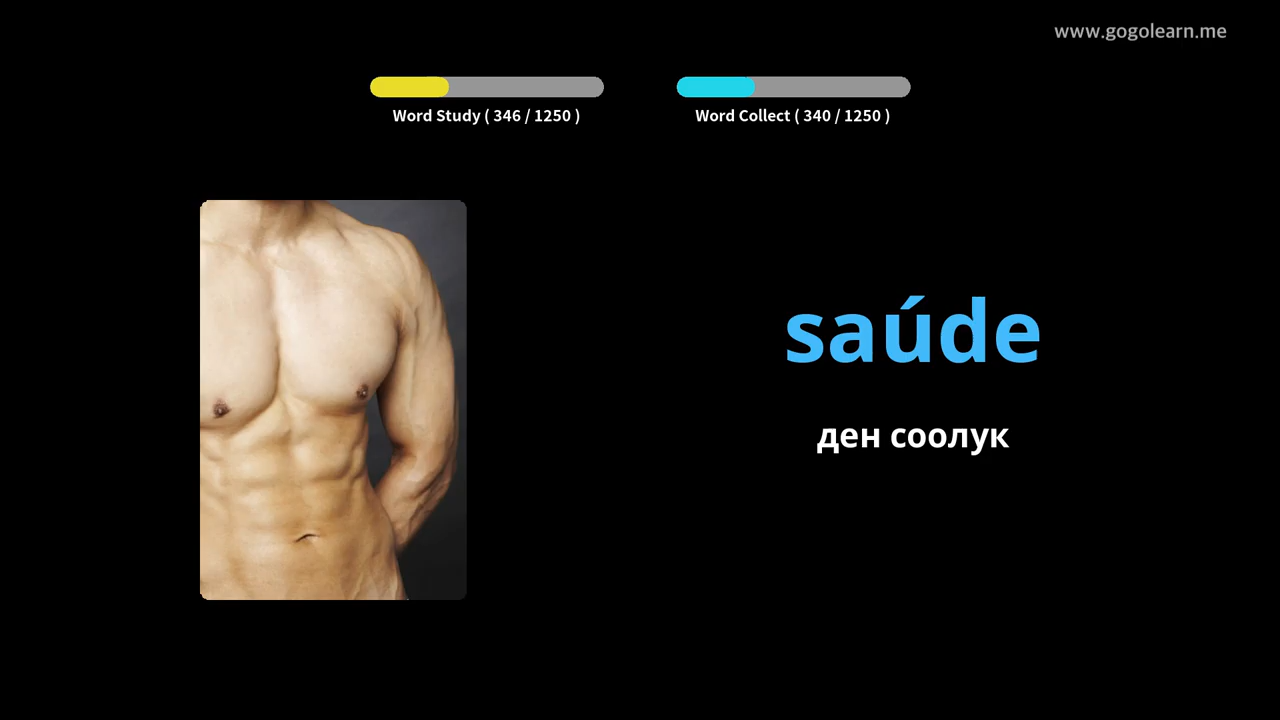 www.gogolearn.me
Word Study ( 346 / 1250 )
Word Collect ( 340 / 1250 )
saúde
ден соолук